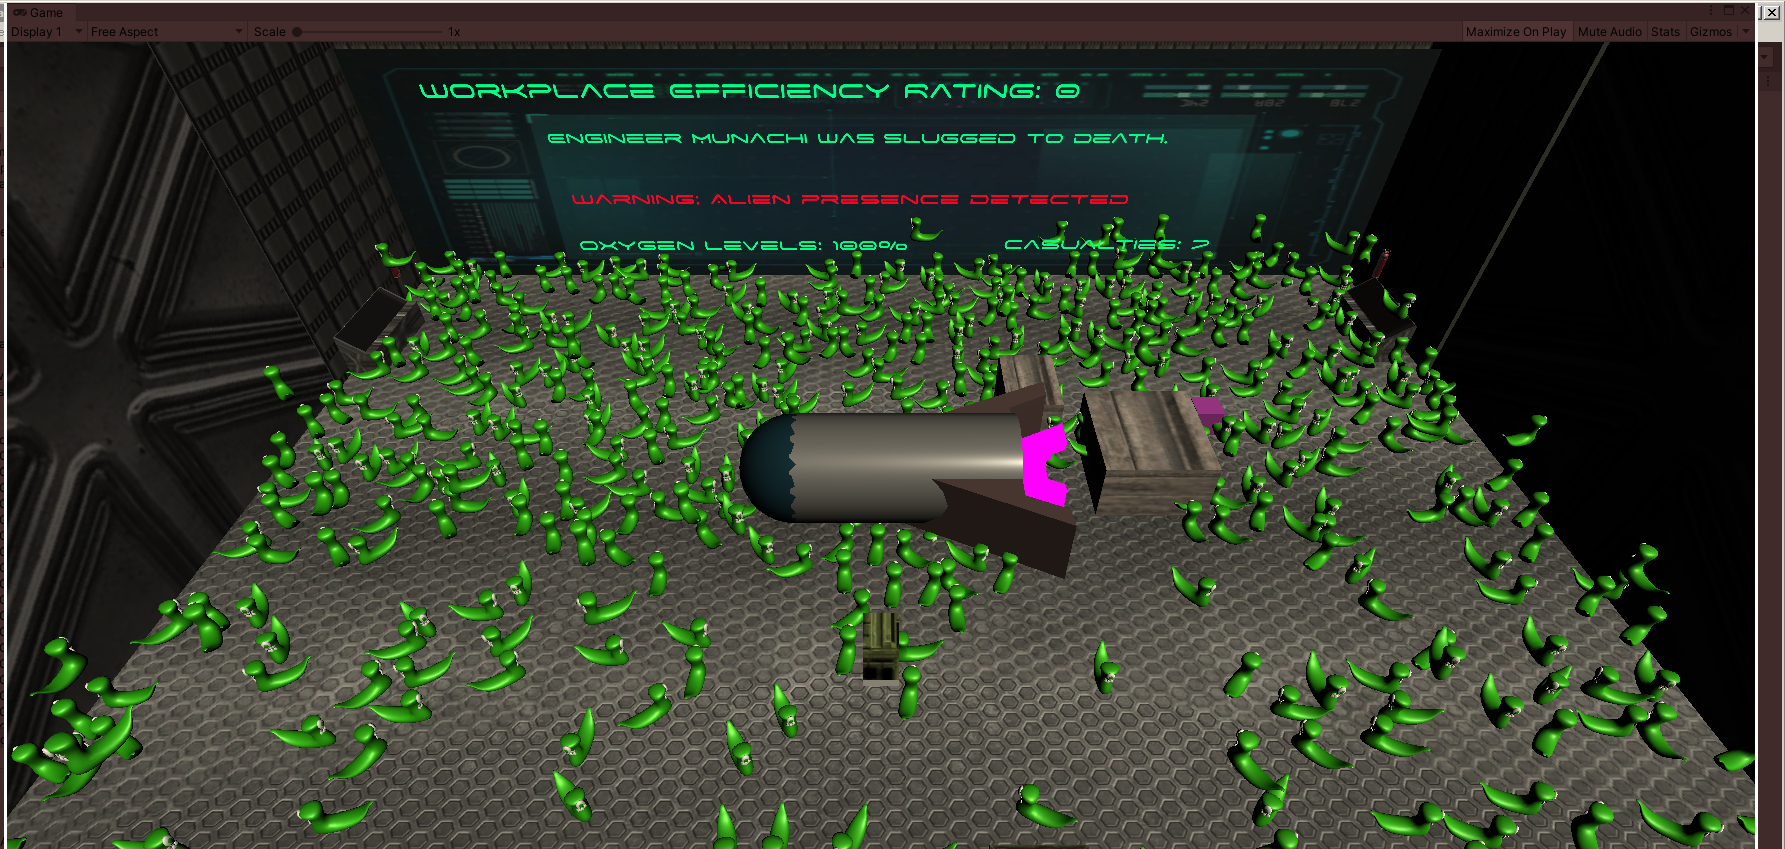 Game
Display 1 Free Aspect Scale 1x Maximize On Play Mute Audio Stats Gizmos
WORKPLACE EFFICIENCY RATING: 0
ENGINEER MUNACHI WAS SLUGGED TO DEATH.
WARNING: ALIEN PRESENCE DETECTED
OXYGEN LEVELS: 100% CASUALTIES: 7